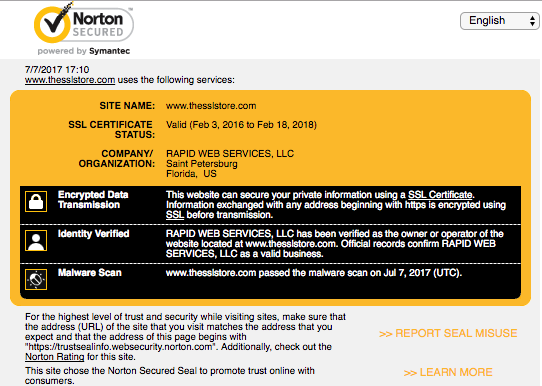 Norton
SECURED
powered by Symantec
English
7/7/2017 17:10
www.thesslstore.com uses the following services:
SITE NAME: www.thesslstore.com
SSL CERTIFICATE STATUS: Valid (Feb 3, 2016 to Feb 18, 2018)
COMPANY/ORGANIZATION: RAPID WEB SERVICES, LLC
Saint Petersburg
Florida, US
Encrypted Data Transmission
This website can secure your private information using a SSL Certificate.
Information exchanged with any address beginning with https is encrypted using
SSL before transmission.
Identity Verified
RAPID WEB SERVICES, LLC has been verified as the owner or operator of the
website located at www.thesslstore.com. Official records confirm RAPID WEB
SERVICES, LLC as a valid business.
Malware Scan
www.thesslstore.com passed the malware scan on Jul 7, 2017 (UTC).
For the highest level of trust and security while visiting sites, make sure that
the address (URL) of the site that you visit matches the address that you
expect and that the address of this page begins with
"https://trustsealinfo.websecurity.norton.com". Additionally, check out the
Norton Rating for this site.
>> REPORT SEAL MISUSE
This site chose the Norton Secured Seal to promote trust online with
consumers.
>> LEARN MORE